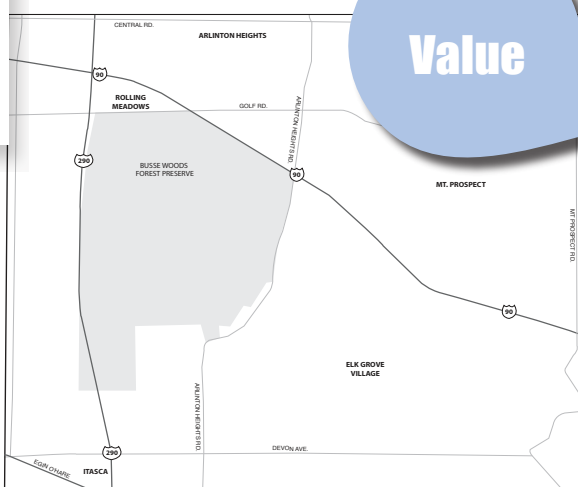 CENTRAL RD.
ARLINTON HEIGHTS
Value
90
ROLLING
MEADOWS
GOLF RD.
ARLINTON HEIGHTS RD.
290
BUSSE WOODS
FOREST PRESERVE
90
MT. PROSPECT
MT PROSPECT RD.
90
ELK GROVE
VILLAGE
ARLINTON HEIGHTS RD.
290
DEVON AVE.
EGIN O'HARE
ITASCA